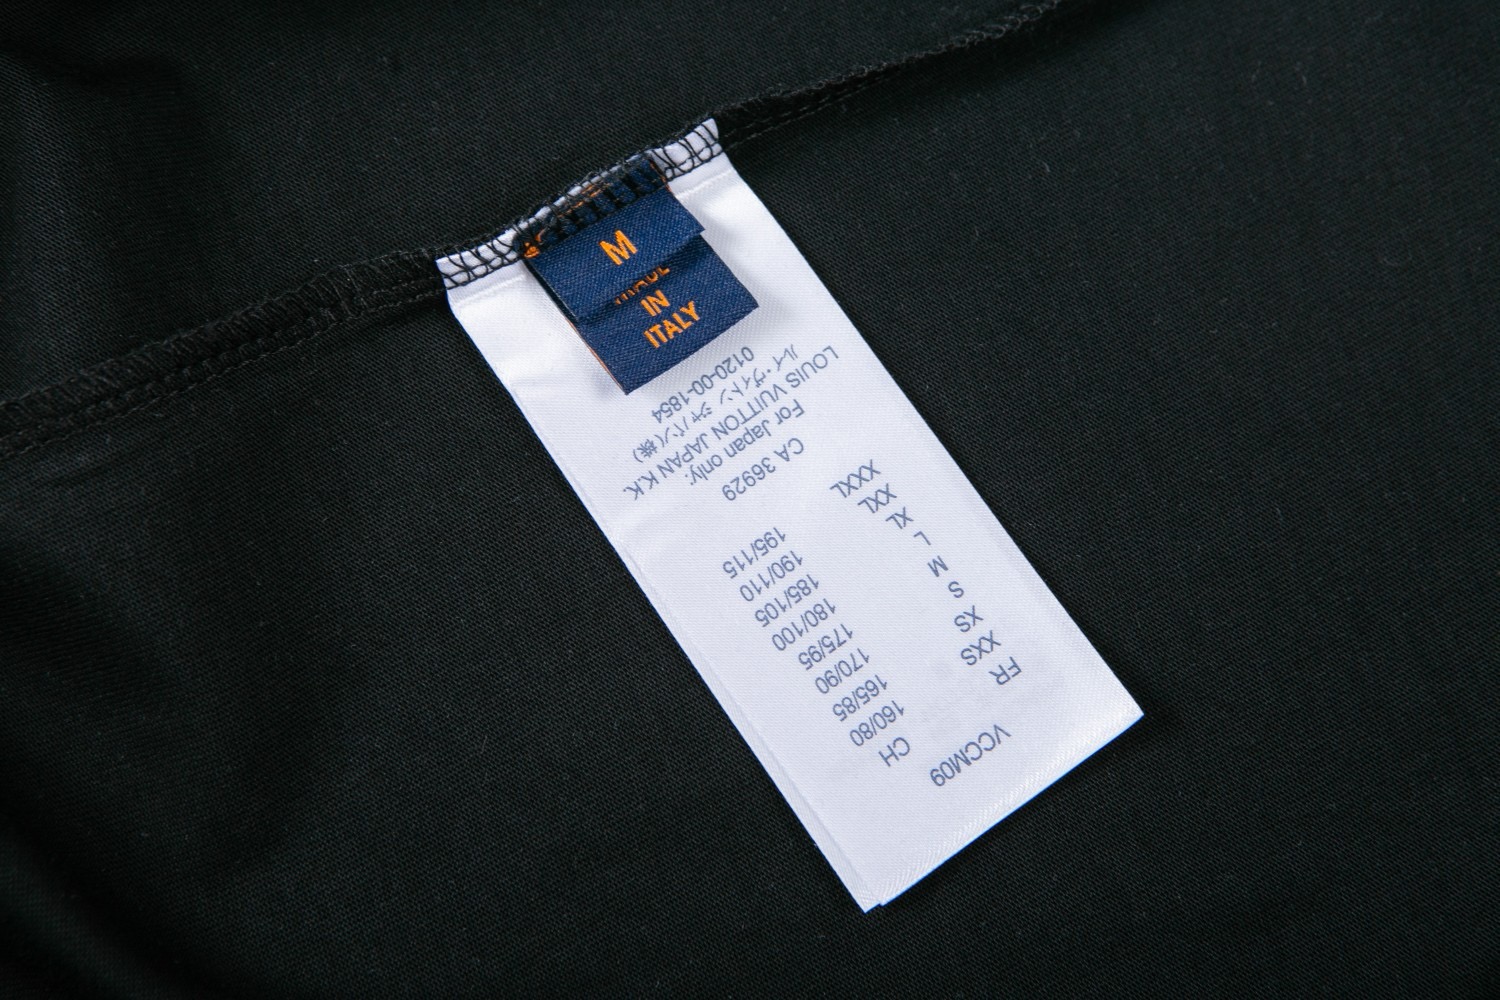 M
MADE
IN
ITALY
VCCM09
FR CH
XXS 160/80
XS 165/85
S 170/90
M 175/95
L 180/100
XL 185/105
XXL 190/110
XXXL 195/115
CA 36929
For Japan only:
LOUIS VUITTON JAPAN K.K.
ルイ・ヴィトン ジャパン(株)
0120-00-1854